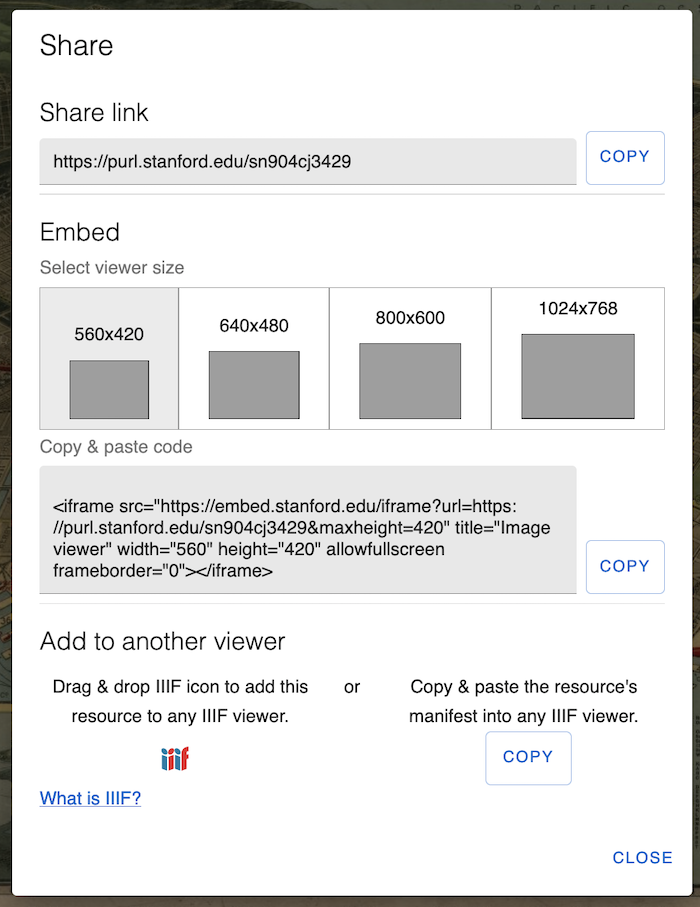 Share
Share link
https://purl.stanford.edu/sn904cj3429
COPY
Embed
Select viewer size
560x420
640x480
800x600
1024x768
Copy & paste code
<iframe src="https://embed.stanford.edu/iframe?url=https:
//purl.stanford.edu/sn904cj3429&maxheight=420" title="Image
viewer" width="560" height="420" allowfullscreen
frameborder="0"></iframe>
COPY
Add to another viewer
Drag & drop IIIF icon to add this
resource to any IIIF viewer.
or
Copy & paste the resource's
manifest into any IIIF viewer.
iiif
COPY
What is IIIF?
CLOSE